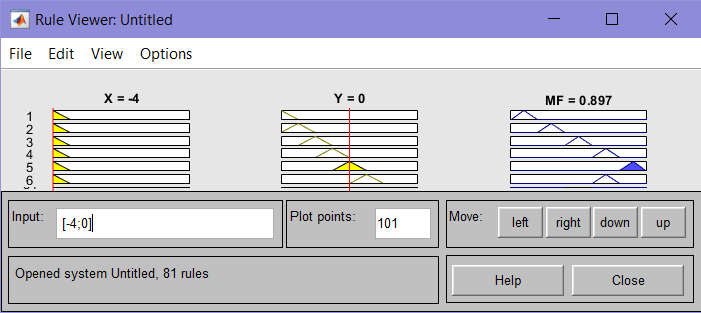 Rule Viewer: Untitled
File Edit View Options
X = -4 Y = 0 MF = 0.897
1
2
3
4
5
6
Input: [-4;0] Plot points: 101 Move: left right down up
Opened system Untitled, 81 rules Help Close